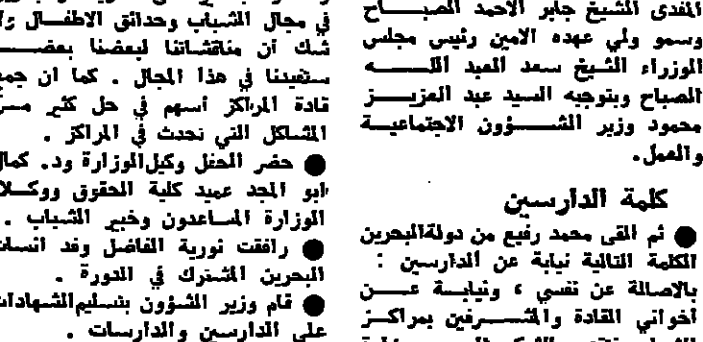 المفدى الشيخ جابر الاحمد الصباح
وسمو ولي عهده الامين رئيس مجلس
الوزراء الشيخ سعد العبد الله
الصباح وبتوجيه السيد عبد العزيز
محمود وزير الشؤون الاجتماعية
والعمل.
كلمة الدارسين
● ثم القى محمد رفيع من دولة البحرين
الكلمة التالية نيابة عن الدارسين :
بالاصالة عن نفسي ، ونيابة عن
اخواني القادة والمشرفين بمراكز
في مجال الشباب وحدائق الاطفال
شك أن مناقشاتنا لبعضنا بعض
ستفيدنا في هذا المجال . كما ان جمع
قادة المراكز أسهم في حل كثير من
المشاكل التي تحدث في المراكز .
● حضر الحفل وكيل الوزارة ود. كمال
ابو المجد عميد كلية الحقوق ووكلا
الوزارة المساعدون وخبير الشباب .
● رافقت نورية الفاضل وفد انسات
البحرين المشترك في الدورة .
● قام وزير الشؤون بتسليم الشهادات
على الدارسين والدارسات .